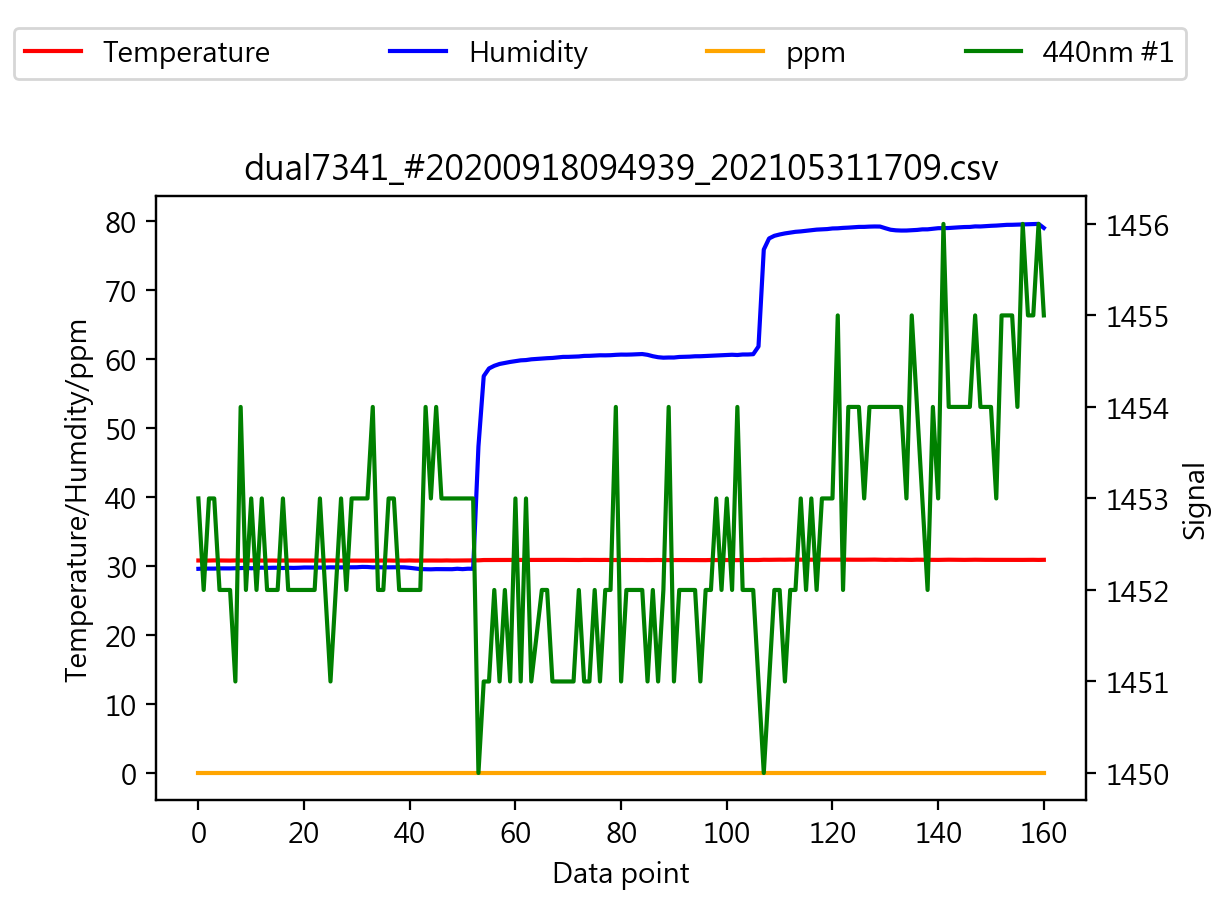 Temperature Humidity ppm 440nm #1
dual7341_#20200918094939_202105311709.csv
80
70
60
50
40
30
20
10
0
Temperature/Humdity/ppm
1456
1455
1454
1453
1452
1451
1450
Signal
0 20 40 60 80 100 120 140 160
Data point